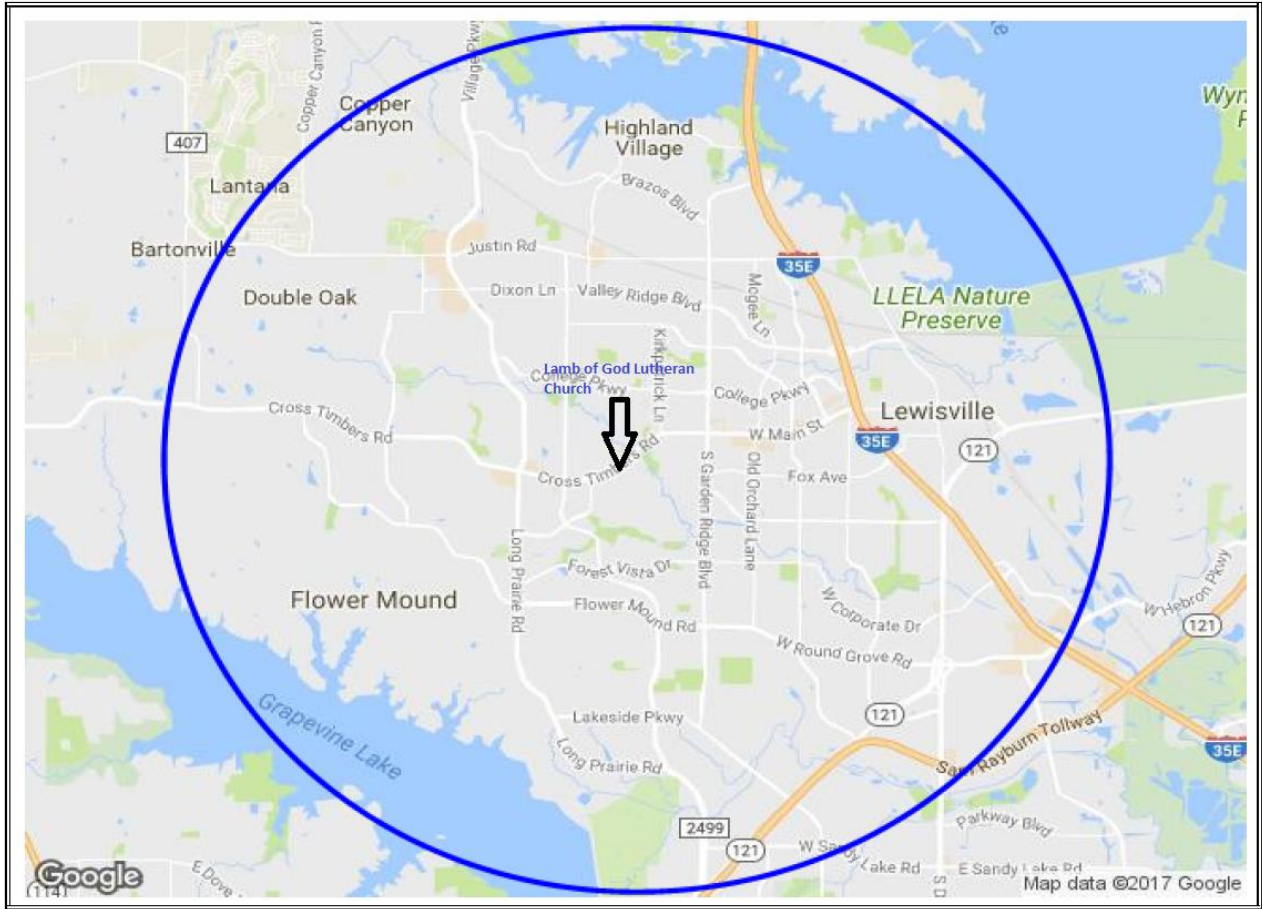 Village Pkwy
Copper Canyon
Copper
Canyon
407
Highland
Village
Lantana
Brazos Blvd
Bartonville
Justin Rd
35E
Double Oak
Dixon Ln
Valley Ridge Blvd
Mcgee Ln
LLELA Nature
Preserve
Kirkpatrick Ln
Lamb of God Lutheran
Church
College Pkwy
College Pkwy
Cross Timbers Rd
Lewisville
W Main St
35E
121
Cross Timbers Rd
Fox Ave
S Garden Ridge Blvd
Old Orchard Lane
Long Prairie Rd
Forest Vista Dr
Flower Mound
Flower Mound Rd
W Corporate Dr
W Hebron Pkwy
121
W Round Grove Rd
Grapevine Lake
Lakeside Pkwy
121
Sam Rayburn Tollway
35E
Long Prairie Rd
2499
Parkway Blvd
121
W Sandy Lake Rd
E Sandy Lake Rd
E Dove
Google
(114)
Map data ©2017 Google